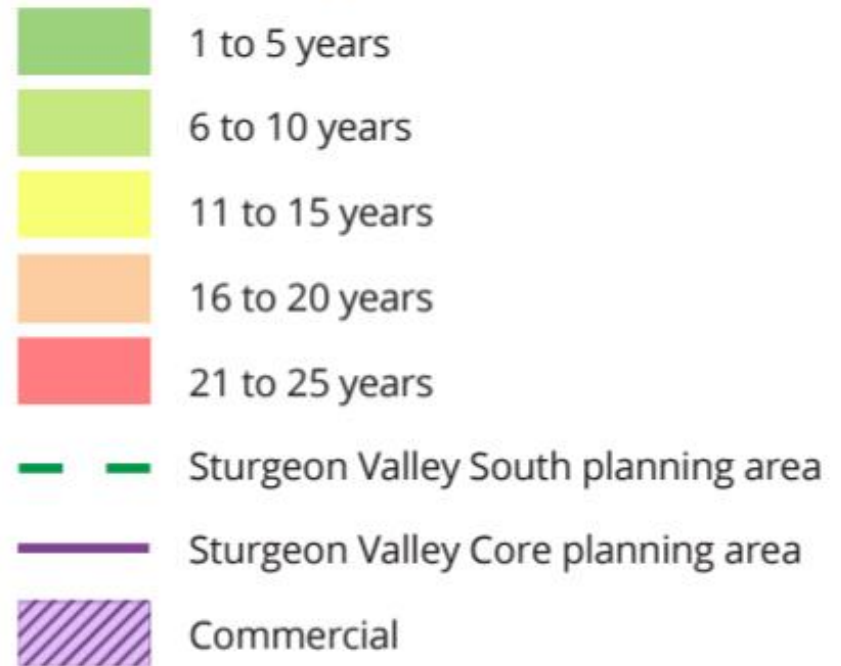 1 to 5 years
6 to 10 years
11 to 15 years
16 to 20 years
21 to 25 years
Sturgeon Valley South planning area
Sturgeon Valley Core planning area
Commercial